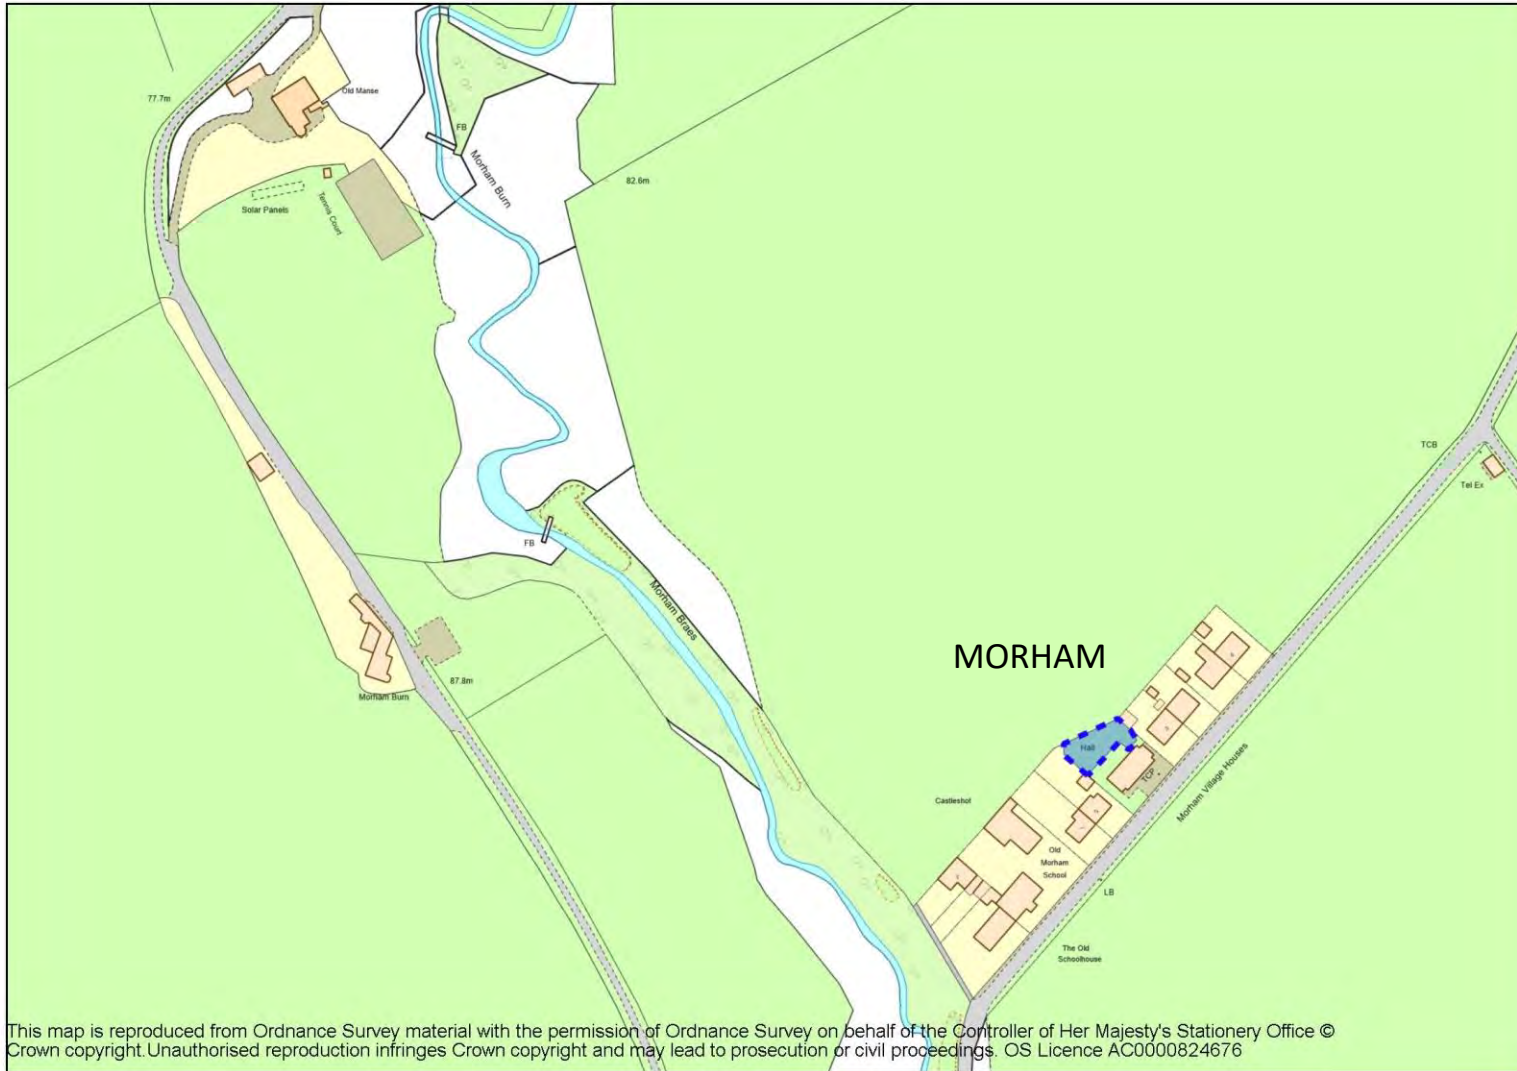 77.7m
Old Manse
FB
Morham Burn
82.6m
Solar Panels
Tennis Court
TCB
Tel Ex
FB
Morham Braes
MORHAM
87.8m
Morham Burn
Hall
TCP
Morham Village Houses
Castleshot
Old
Morham
School
LB
The Old
Schoolhouse
This map is reproduced from Ordnance Survey material with the permission of Ordnance Survey on behalf of the Controller of Her Majesty's Stationery Office ©
Crown copyright.Unauthorised reproduction infringes Crown copyright and may lead to prosecution or civil proceedings. OS Licence AC0000824676